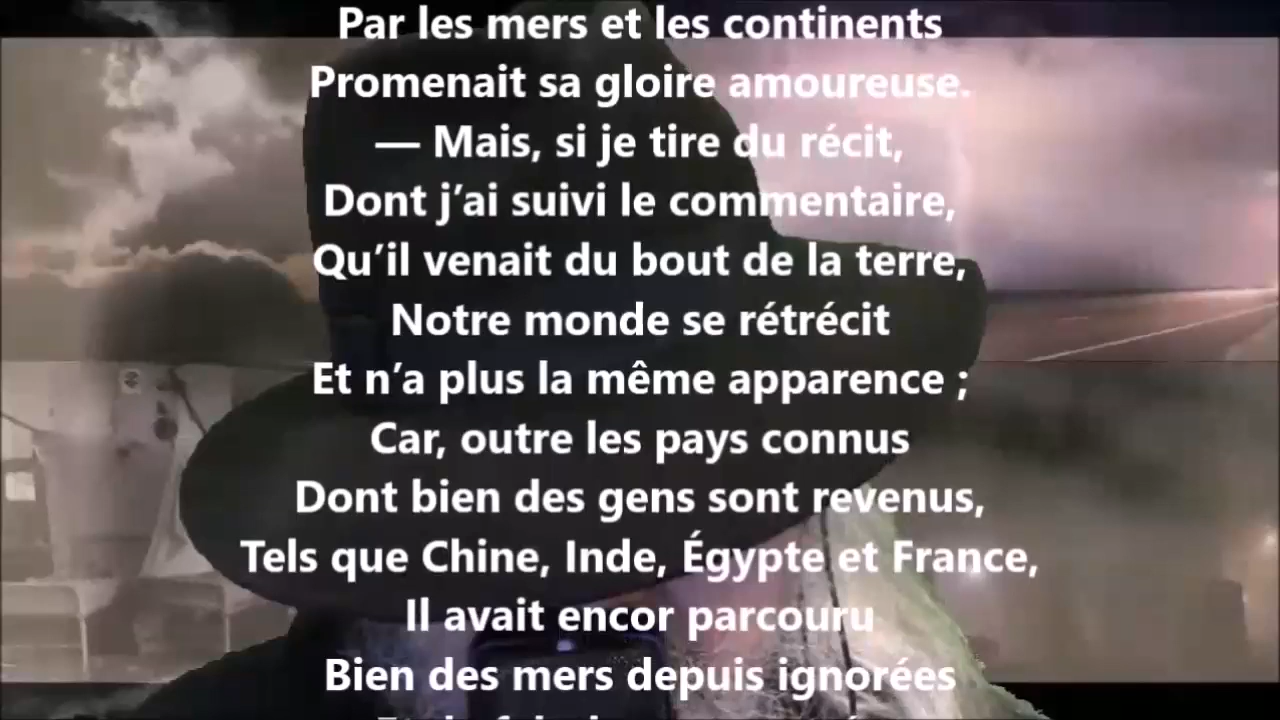 Par les mers et les continents
Promenait sa gloire amoureuse.
— Mais, si je tire du récit,
Dont j’ai suivi le commentaire,
Qu’il venait du bout de la terre,
Notre monde se rétrécit
Et n’a plus la même apparence ;
Car, outre les pays connus
Dont bien des gens sont revenus,
Tels que Chine, Inde, Égypte et France,
Il avait encor parcouru
Bien des mers depuis ignorées